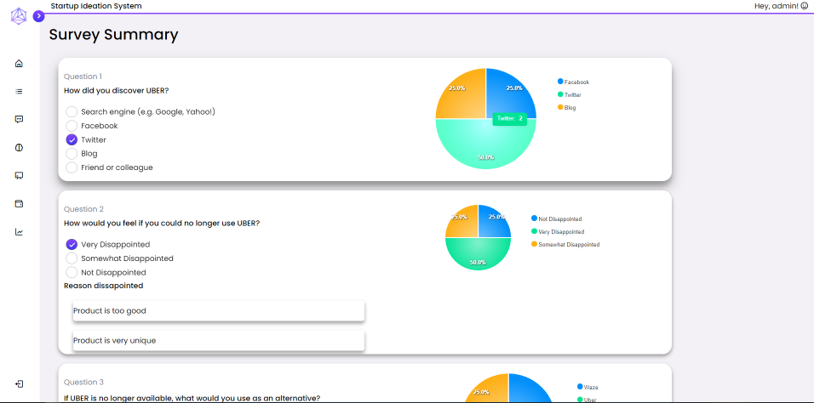 Startup Ideation System
Hey, admin!
Survey Summary
Question 1
How did you discover UBER?
Search engine (e.g. Google, Yahoo!)
Facebook
Twitter
Blog
Friend or colleague
25.0%
25.0%
Twitter: 2
50.0%
Facebook
Twitter
Blog
Question 2
How would you feel if you could no longer use UBER?
Very Disappointed
Somewhat Disappointed
Not Disappointed
Reason dissapointed
Product is too good
Product is very unique
25.0%
25.0%
50.0%
Not Disappointed
Very Disappointed
Somewhat Disappointed
Question 3
If UBER is no longer available, what would you use as an alternative?
25.0%
Waze
Uber